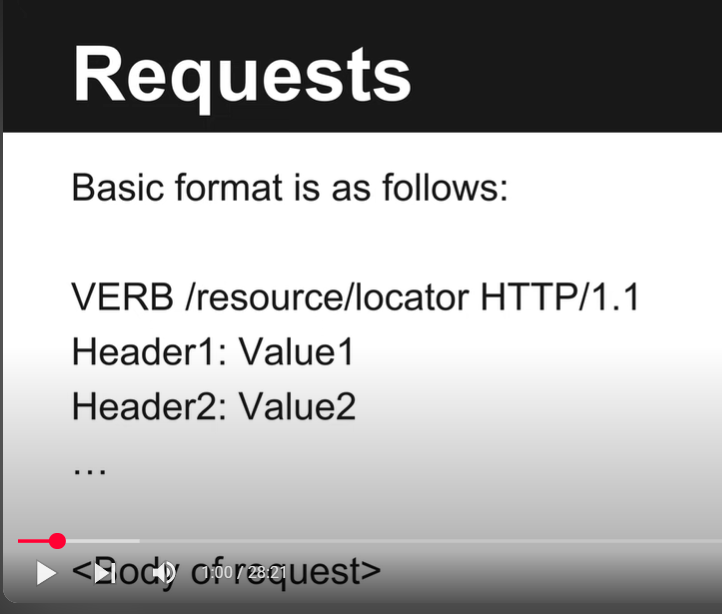 Requests
Basic format is as follows:
VERB /resource/locator HTTP/1.1
Header1: Value1
Header2: Value2
...
<Body of request>
1:00 / 28:21